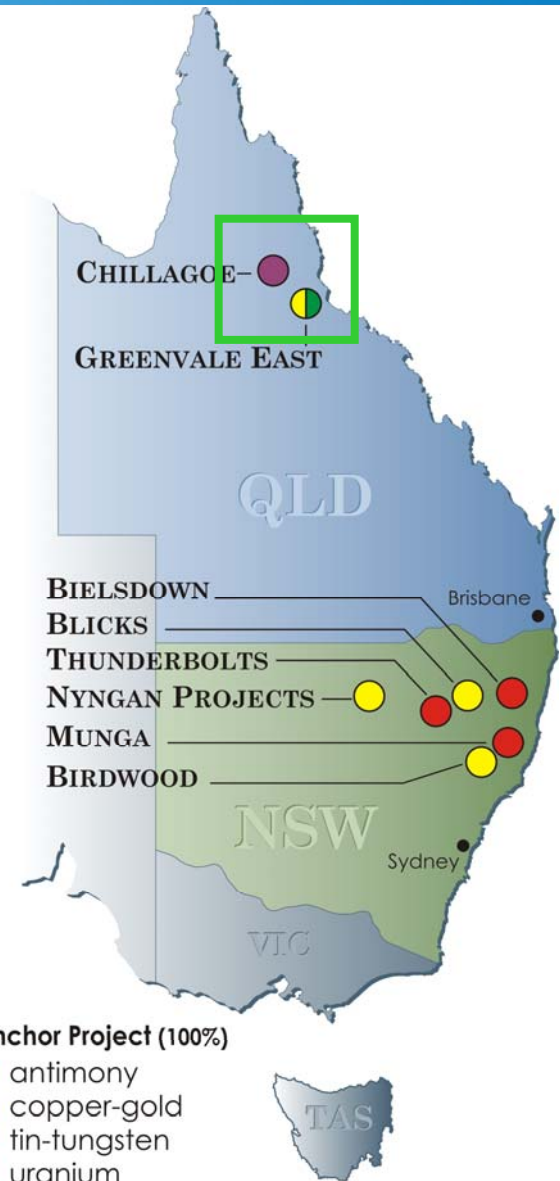 CHILLAGOE
GREENVALE EAST
QLD
BIELSDOWN
Brisbane
BLICKS
THUNDERBOLTS
NYNGAN PROJECTS
MUNGA
BIRDWOOD
NSW
Sydney
VIC
nchor Project (100%)
antimony
copper-gold
tin-tungsten
uranium
TAS